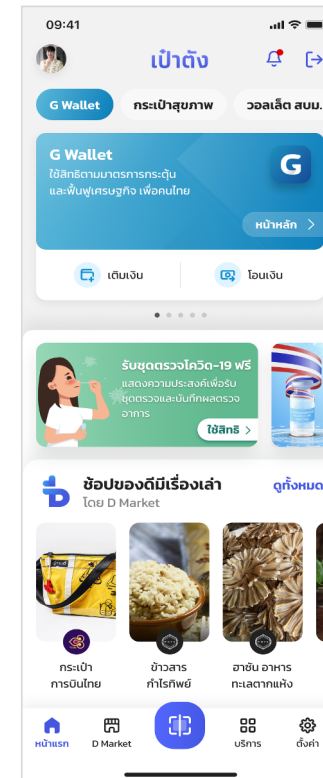 09:41
เป๋าตัง
G Wallet
กระเป๋าสุขภาพ
วอลเล็ต สบม.
G Wallet
ใช้สิทธิตามมาตรการกระตุ้น
และฟื้นฟูเศรษฐกิจ เพื่อคนไทย
G
หน้าหลัก
เติมเงิน
โอนเงิน
รับชุดตรวจโควิด-19 ฟรี
แสดงความประสงค์เพื่อรับ
ชุดตรวจและบันทึกผลตรวจ
อาการ
ใช้สิทธิ
ช้อปของดีมีเรื่องเล่า
ดูทั้งหมด
โดย D Market
กระเป๋า
การบินไทย
ข้าวสาร
กำไรทิพย์
ฮาซัน อาหาร
ทะเลตากแห้ง
หน้าแรก
D Market
บริการ
ตั้งค่า